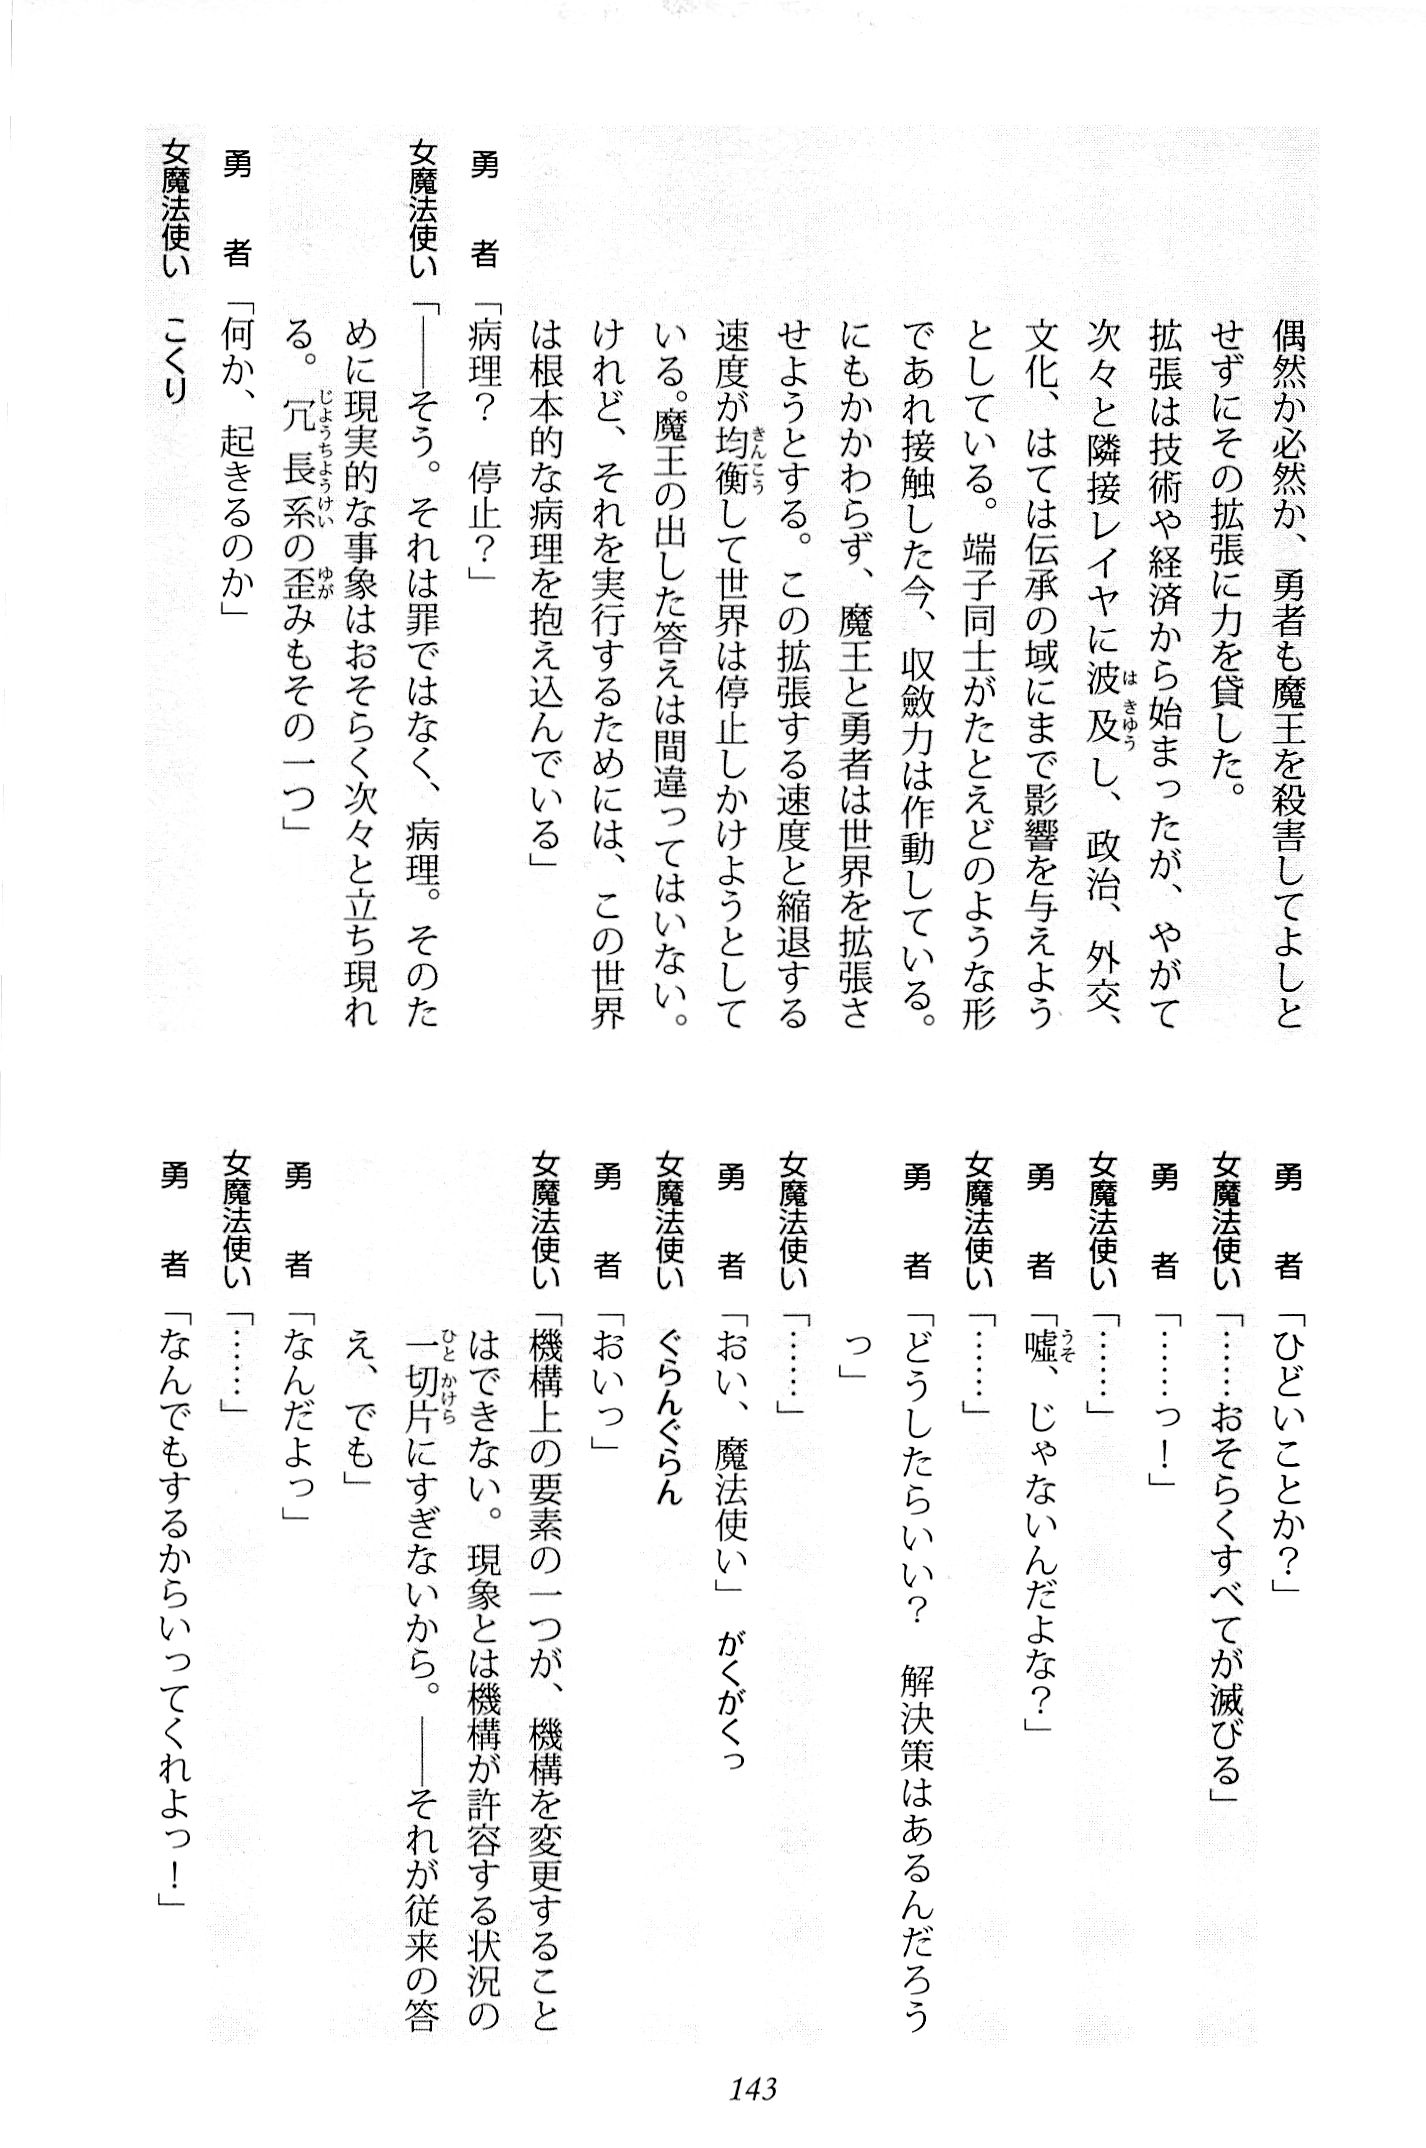 偶然か必然か、勇者も魔王を殺害してよしと
せずにその拡張に力を貸した。
拡張は技術や経済から始まったが、やがて
次々と隣接レイヤに波及し、政治、外交、
文化、はては伝承の域にまで影響を与えよう
としている。端子同士がたとえどのような形
であれ接触した今、収斂力は作動している。
にもかかわらず、魔王と勇者は世界を拡張さ
せようとする。この拡張する速度と縮退する
速度が均衡して世界は停止しかけようとして
いる。魔王の出した答えは間違ってはいない。
けれど、それを実行するためには、この世界
は根本的な病理を抱え込んでいる」
勇者「病理？　停止？」
女魔法使い「――そう。それは罪ではなく、病理。そのた
めに現実的な事象はおそらく次々と立ち現れ
る。冗長系の歪みもその一つ」
勇者「何か、起きるのか」
女魔法使い　こくり
勇者「ひどいことか？」
女魔法使い「……おそらくすべてが滅びる」
勇者「……っ！」
女魔法使い「……」
勇者「嘘、じゃないんだよな？」
女魔法使い「……」
勇者「どうしたらいい？　解決策はあるんだろう
っ」
女魔法使い「……」
勇者「おい、魔法使い」がくがくっ
女魔法使い　ぐらんぐらん
勇者「おいっ」
女魔法使い「機構上の要素の一つが、機構を変更すること
はできない。現象とは機構が許容する状況の
一切片にすぎないから。――それが従来の答
え、でも」
勇者「なんだよっ」
女魔法使い「……」
勇者「なんでもするからいってくれよっ！」
143